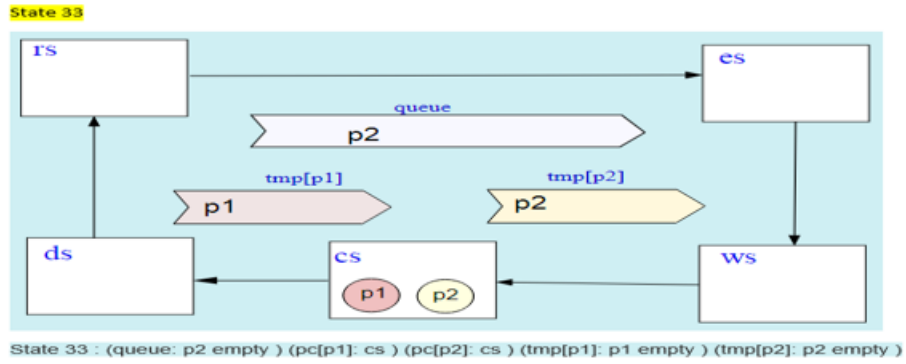 State 33
rs
es
queue
p2
tmp[p1]
tmp[p2]
p1
p2
ds
cs
ws
p1
p2
State 33 : (queue: p2 empty ) (pc[p1]: cs ) (pc[p2]: cs ) (tmp[p1]: p1 empty ) (tmp[p2]: p2 empty )